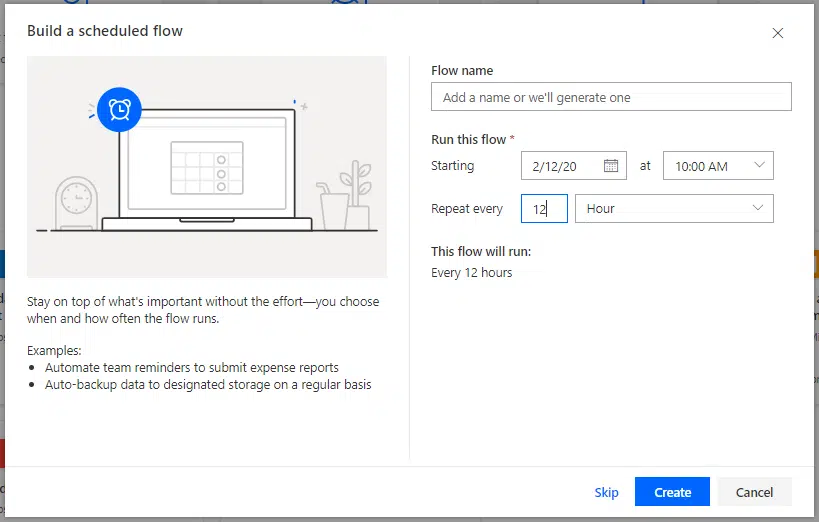 Build a scheduled flow
Stay on top of what's important without the effort—you choose
when and how often the flow runs.
Examples:
• Automate team reminders to submit expense reports
• Auto-backup data to designated storage on a regular basis
Flow name
Add a name or we'll generate one
Run this flow *
Starting 2/12/20 at 10:00 AM
Repeat every 12 Hour
This flow will run:
Every 12 hours
Skip Create Cancel